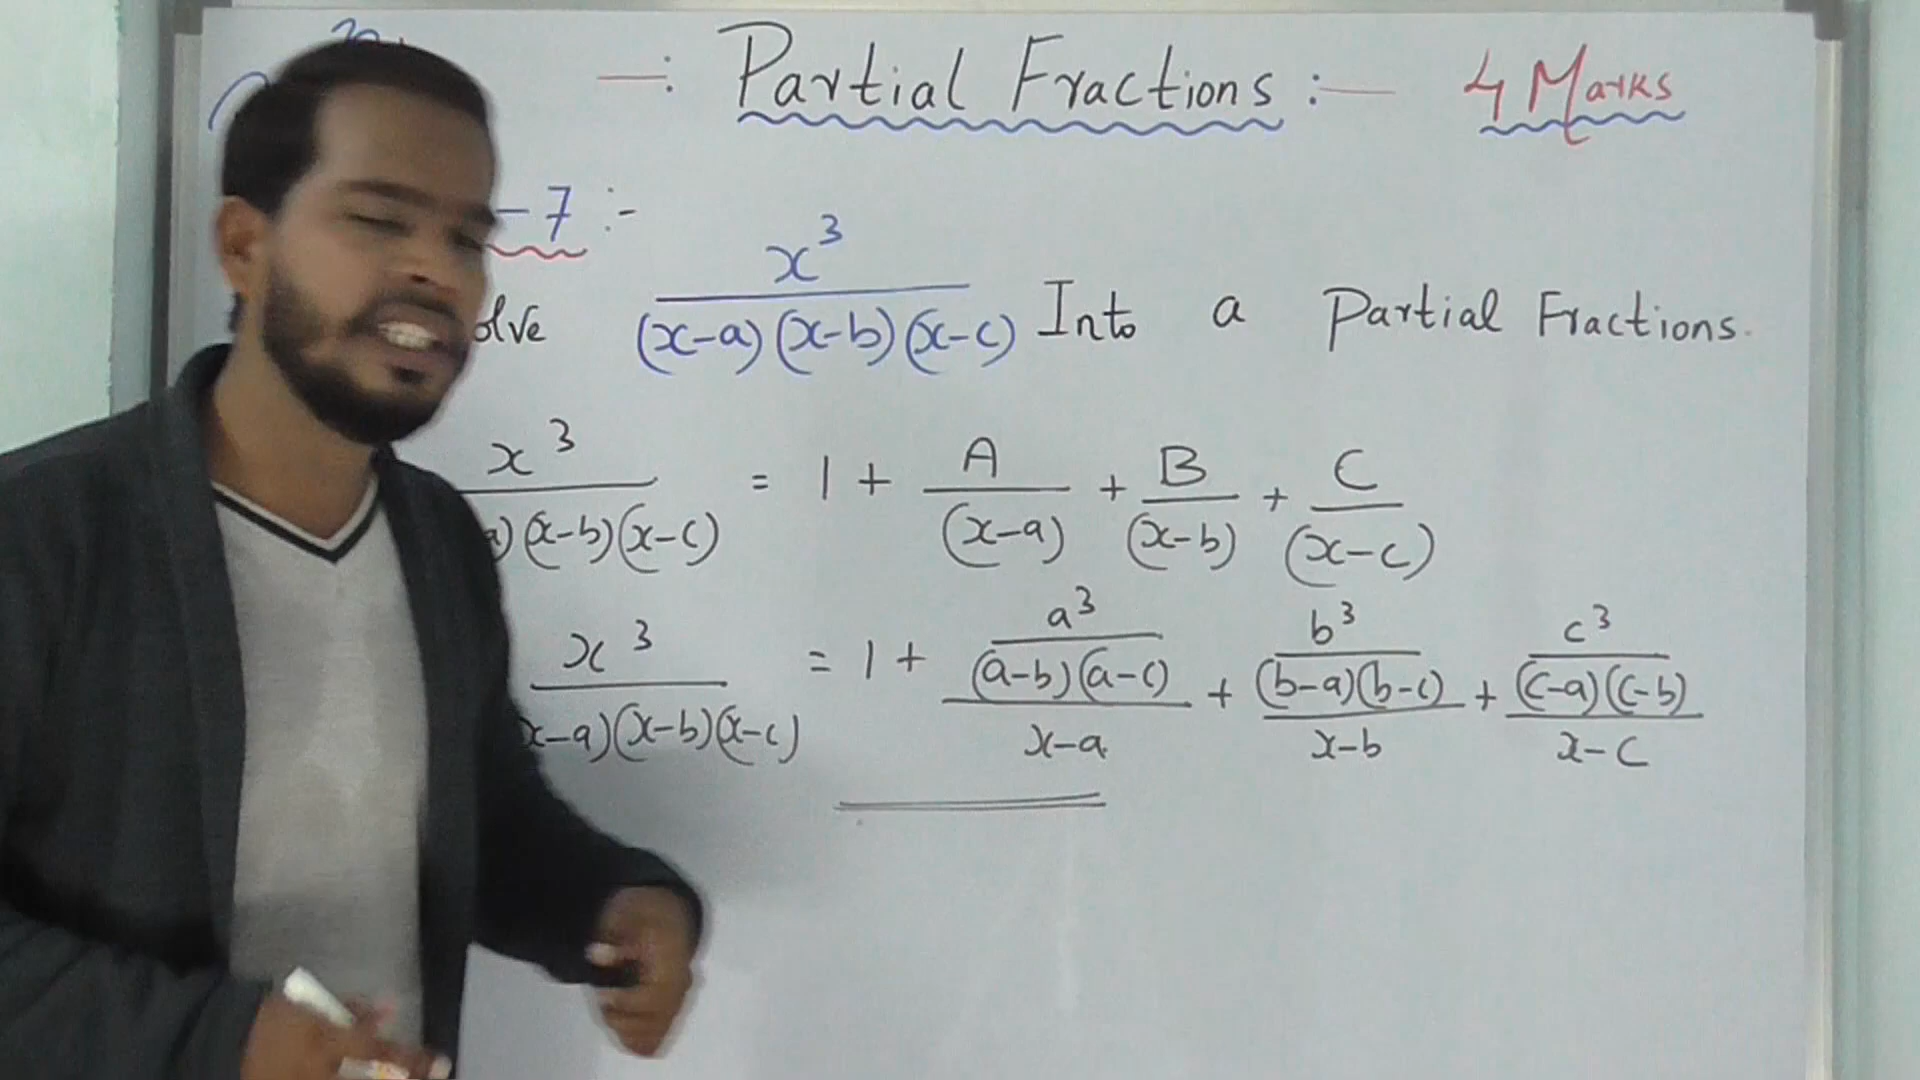 —: Partial Fractions :— 4 Marks
-7 :-
olve x³/(x-a)(x-b)(x-c) Into a Partial Fractions.
x³/a)(x-b)(x-c) = 1 + A/(x-a) + B/(x-b) + C/(x-c)
x³/x-a)(x-b)(x-c) = 1 + (a³/(a-b)(a-c))/x-a + (b³/(b-a)(b-c))/x-b + (c³/(c-a)(c-b))/x-c